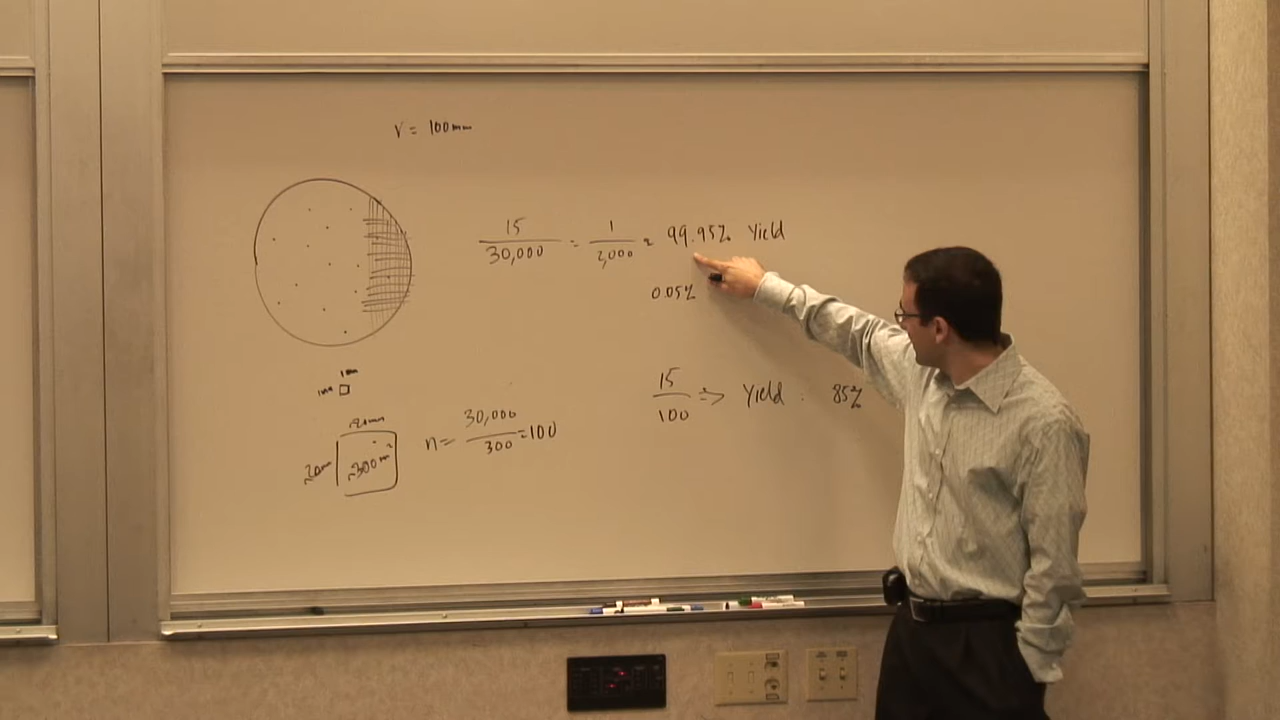 r = 100mm
15/30,000 = 1/2,000 = 99.95% Yield
0.05%
1mm
1mm
15/100 => Yield : 85%
n = 30,000/300 = 100
20mm
~300mm